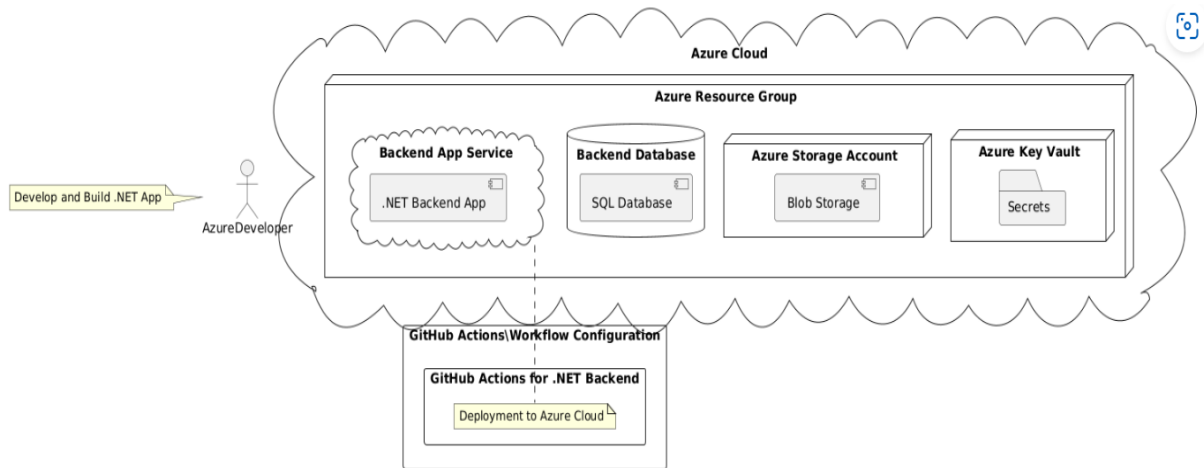 Azure Cloud
Azure Resource Group
Backend App Service
.NET Backend App
Backend Database
SQL Database
Azure Storage Account
Blob Storage
Azure Key Vault
Secrets
Develop and Build .NET App
AzureDeveloper
GitHub Actions\Workflow Configuration
GitHub Actions for .NET Backend
Deployment to Azure Cloud